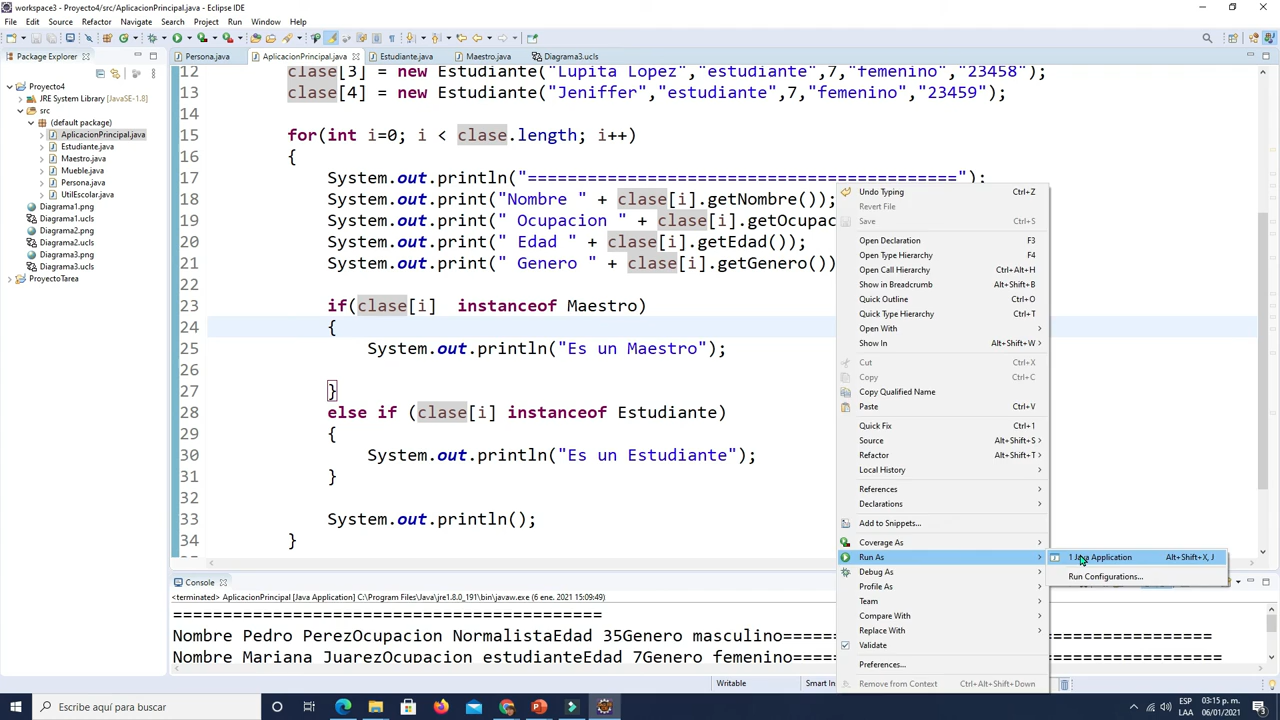 workspace3 - Proyecto4/src/AplicacionPrincipal.java - Eclipse IDE
File Edit Source Refactor Navigate Search Project Run Window Help
Package Explorer
Persona.java AplicacionPrincipal.java Estudiante.java Maestro.java Diagrama3.ucls
Proyecto4
JRE System Library [JavaSE-1.8]
src
(default package)
AplicacionPrincipal.java
Estudiante.java
Maestro.java
Mueble.java
Persona.java
UtilEscolar.java
Diagrama1.png
Diagrama1.ucls
Diagrama2.png
Diagrama2.ucls
Diagrama3.png
Diagrama3.ucls
ProyectoTarea
12 clase[3] = new Estudiante("Lupita Lopez","estudiante",7,"femenino","23458");
13 clase[4] = new Estudiante("Jeniffer","estudiante",7,"femenino","23459");
14
15 for(int i=0; i < clase.length; i++)
16 {
17 System.out.println("===========================================");
18 System.out.print("Nombre " + clase[i].getNombre());
19 System.out.print(" Ocupacion " + clase[i].getOcupac
20 System.out.print(" Edad " + clase[i].getEdad());
21 System.out.print(" Genero " + clase[i].getGenero())
22
23 if(clase[i] instanceof Maestro)
24 {
25 System.out.println("Es un Maestro");
26
27 }
28 else if (clase[i] instanceof Estudiante)
29 {
30 System.out.println("Es un Estudiante");
31 }
32
33 System.out.println();
34 }
Undo Typing Ctrl+Z
Revert File
Save Ctrl+S
Open Declaration F3
Open Type Hierarchy F4
Open Call Hierarchy Ctrl+Alt+H
Show in Breadcrumb Alt+Shift+B
Quick Outline Ctrl+O
Quick Type Hierarchy Ctrl+T
Open With
Show In Alt+Shift+W
Cut Ctrl+X
Copy Ctrl+C
Copy Qualified Name
Paste Ctrl+V
Quick Fix Ctrl+1
Source Alt+Shift+S
Refactor Alt+Shift+T
Local History
References
Declarations
Add to Snippets...
Coverage As
Run As
Debug As
Profile As
Team
Compare With
Replace With
Validate
Preferences...
Remove from Context Ctrl+Alt+Shift+Down
1 Java Application Alt+Shift+X, J
Run Configurations...
Console
<terminated> AplicacionPrincipal [Java Application] C:\Program Files\Java\jre1.8.0_191\bin\javaw.exe (6 ene. 2021 15:09:49)
===========================================
Nombre Pedro PerezOcupacion NormalistaEdad 35Genero masculino===========================================
Nombre Mariana JuarezOcupacion estudianteEdad 7Genero femenino===========================================
Writable Smart In
Escribe aquí para buscar
ESP 03:15 p. m.
LAA 06/01/2021
3